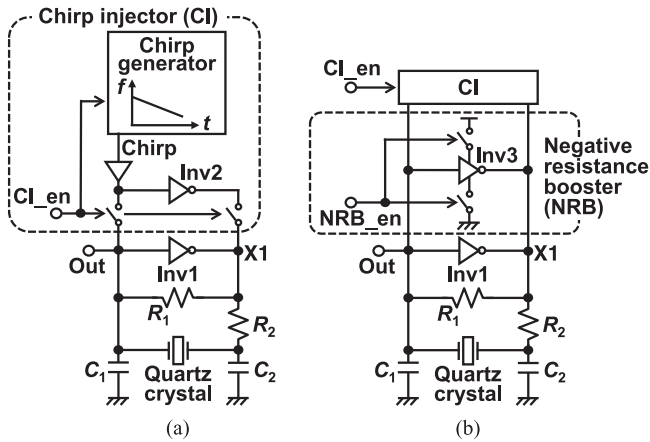 Chirp injector (CI)
Chirp
generator
f
t
Chirp
Inv2
CI_en
Out
X1
Inv1
R1
R2
C1
Quartz
crystal
C2
(a)
CI_en
CI
Inv3
Negative
resistance
booster
(NRB)
NRB_en
Out
X1
Inv1
R1
R2
C1
Quartz
crystal
C2
(b)